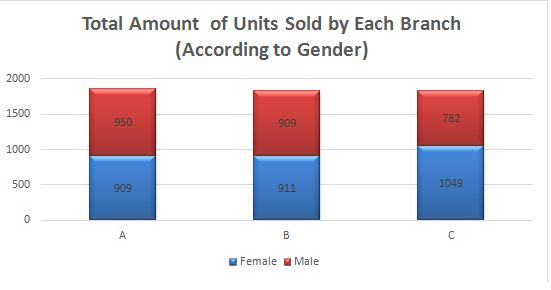 Total Amount of Units Sold by Each Branch
(According to Gender)
2000
1500
1000
500
0
950
909
782
909
911
1049
A
B
C
Female
Male